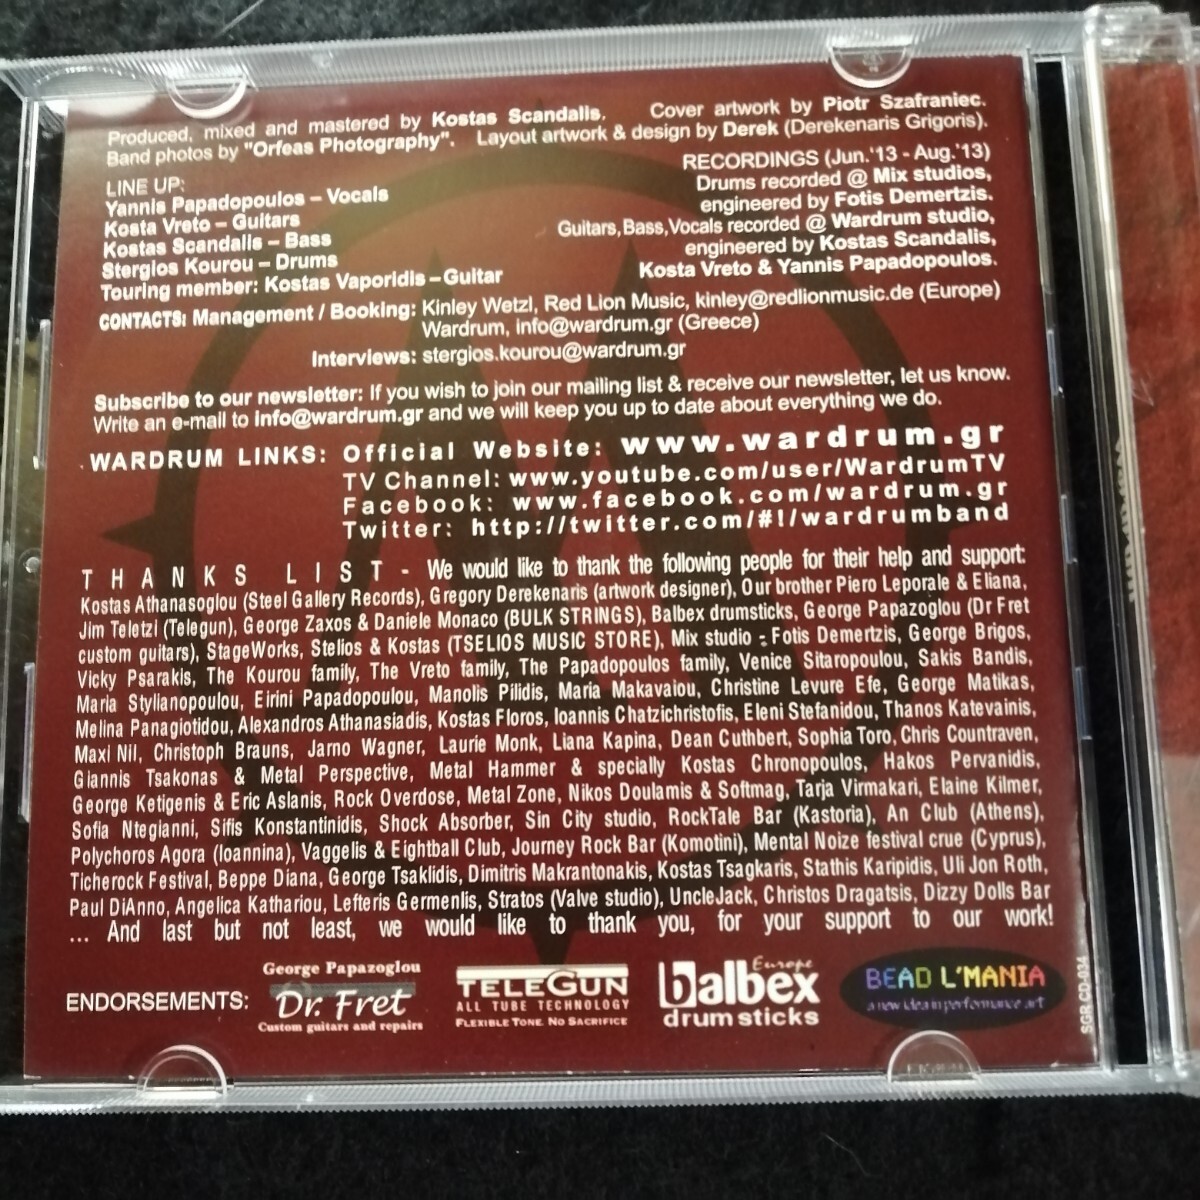 Produced, mixed and mastered by Kostas Scandalis. Cover artwork by Piotr Szafraniec.
Band photos by "Orfeas Photography". Layout artwork & design by Derek (Derekenaris Grigoris).
LINE UP:
Yannis Papadopoulos – Vocals
Kosta Vreto – Guitars
Kostas Scandalis – Bass
Stergios Kourou – Drums
Touring member: Kostas Vaporidis – Guitar
RECORDINGS (Jun.'13 - Aug.'13)
Drums recorded @ Mix studios,
engineered by Fotis Demertzis.
Guitars,Bass,Vocals recorded @ Wardrum studio,
engineered by Kostas Scandalis,
Kosta Vreto & Yannis Papadopoulos.
CONTACTS: Management / Booking: Kinley Wetzl, Red Lion Music, kinley@redlionmusic.de (Europe)
Wardrum, info@wardrum.gr (Greece)
Interviews: stergios.kourou@wardrum.gr
Subscribe to our newsletter: If you wish to join our mailing list & receive our newsletter, let us know.
Write an e-mail to info@wardrum.gr and we will keep you up to date about everything we do.
WARDRUM LINKS: Official Website: www.wardrum.gr
TV Channel: www.youtube.com/user/WardrumTV
Facebook: www.facebook.com/wardrum.gr
Twitter: http://twitter.com/#!/wardrumband
THANKS LIST - We would like to thank the following people for their help and support:
Kostas Athanasoglou (Steel Gallery Records), Gregory Derekenaris (artwork designer), Our brother Piero Leporale & Eliana,
Jim Teletzi (Telegun), George Zaxos & Daniele Monaco (BULK STRINGS), Balbex drumsticks, George Papazoglou (Dr Fret
custom guitars), StageWorks, Stelios & Kostas (TSELIOS MUSIC STORE), Mix studio - Fotis Demertzis, George Brigos,
Vicky Psarakis, The Kourou family, The Vreto family, The Papadopoulos family, Venice Sitaropoulou, Sakis Bandis,
Maria Stylianopoulou, Eirini Papadopoulou, Manolis Pilidis, Maria Makavaiou, Christine Levure Efe, George Matikas,
Melina Panagiotidou, Alexandros Athanasiadis, Kostas Floros, Ioannis Chatzichristofis, Eleni Stefanidou, Thanos Katevainis,
Maxi Nil, Christoph Brauns, Jarno Wagner, Laurie Monk, Liana Kapina, Dean Cuthbert, Sophia Toro, Chris Countraven,
Giannis Tsakonas & Metal Perspective, Metal Hammer & specially Kostas Chronopoulos, Hakos Pervanidis,
George Ketigenis & Eric Aslanis, Rock Overdose, Metal Zone, Nikos Doulamis & Softmag, Tarja Virmakari, Elaine Kilmer,
Sofia Ntegianni, Sifis Konstantinidis, Shock Absorber, Sin City studio, RockTale Bar (Kastoria), An Club (Athens),
Polychoros Agora (Ioannina), Vaggelis & Eightball Club, Journey Rock Bar (Komotini), Mental Noize festival crue (Cyprus),
Ticherock Festival, Beppe Diana, George Tsaklidis, Dimitris Makrantonakis, Kostas Tsagkaris, Stathis Karipidis, Uli Jon Roth,
Paul DiAnno, Angelica Kathariou, Lefteris Germenlis, Stratos (Valve studio), UncleJack, Christos Dragatsis, Dizzy Dolls Bar
... And last but not least, we would like to thank you, for your support to our work!
ENDORSEMENTS:
George Papazoglou
Dr. Fret
Custom guitars and repairs
TELEGUN
ALL TUBE TECHNOLOGY
FLEXIBLE TONE. NO SACRIFICE
Europe
balbex
drum sticks
BEAD L'MANIA
a new idea in performance art
SGR CD-034